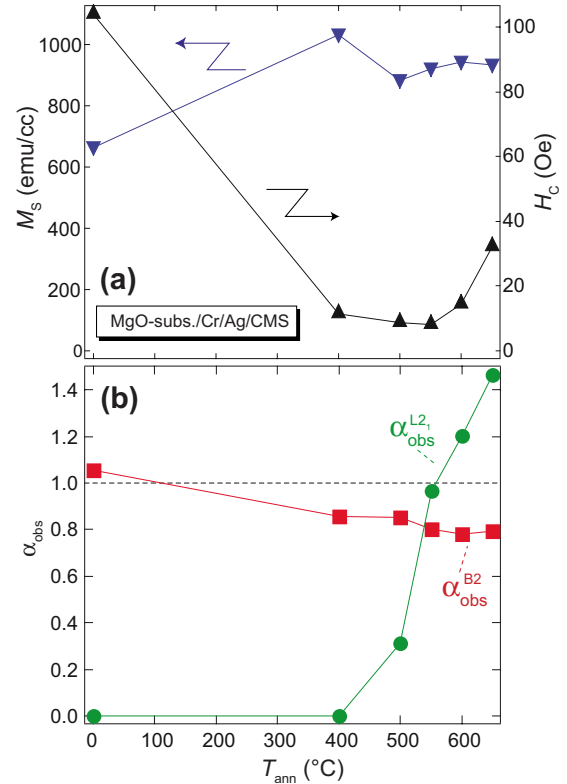 1000
800
600
400
200
0
M_S (emu/cc)
100
80
60
40
20
0
H_C (Oe)
(a)
MgO-subs./Cr/Ag/CMS
(b)
1.4
1.2
1.0
0.8
0.6
0.4
0.2
0.0
α_obs
α_obs^L2₁
α_obs^B2
0 100 200 300 400 500 600
T_ann (°C)